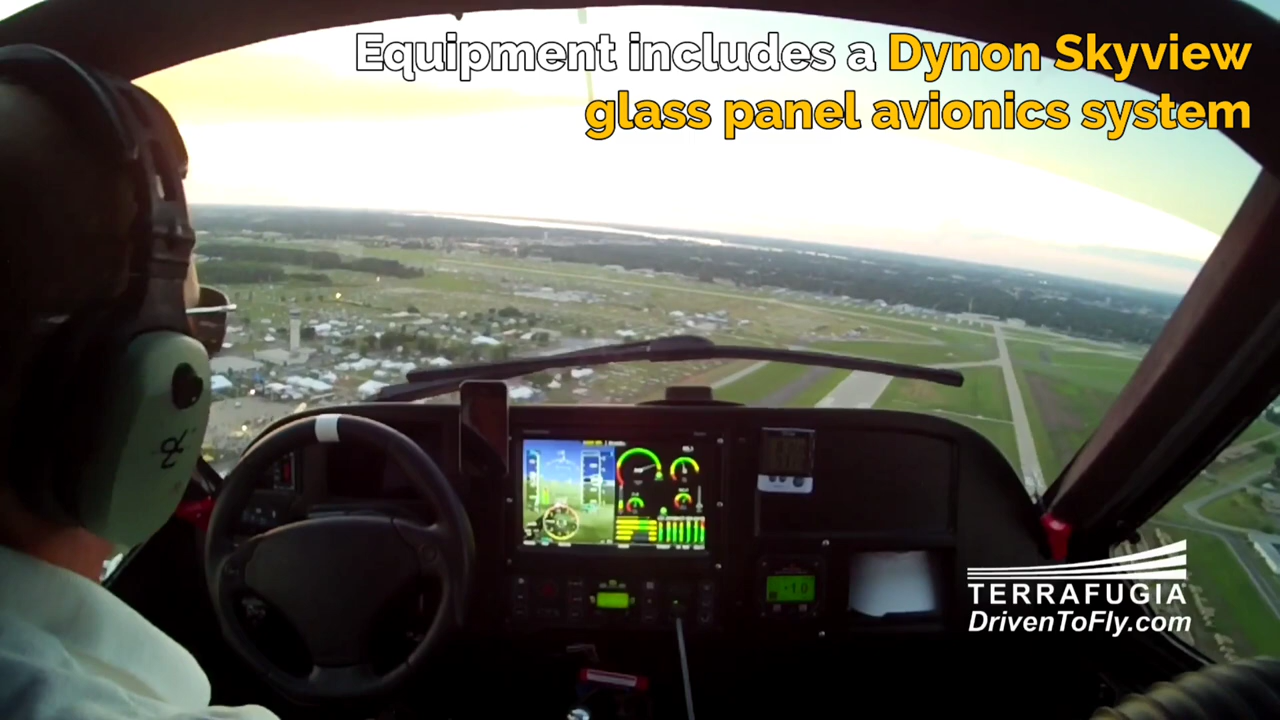 Equipment includes a Dynon Skyview
glass panel avionics system
TERRAFUGIA
DrivenToFly.com